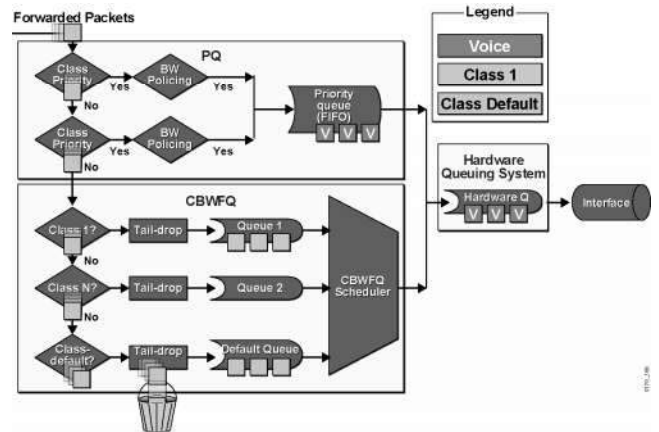 Forwarded Packets
PQ
Class
Priority
Yes
BW
Policing
Yes
Priority
queue
(FIFO)
V V V
No
Class
Priority
Yes
BW
Policing
Yes
No
CBWFQ
Class 1?
Tail-drop
Queue 1
No
Class N?
Tail-drop
Queue 2
No
Class-
default?
Tail-drop
Default Queue
CBWFQ
Scheduler
Legend
Voice
Class 1
Class Default
Hardware
Queuing System
Hardware Q
V V V
Interface